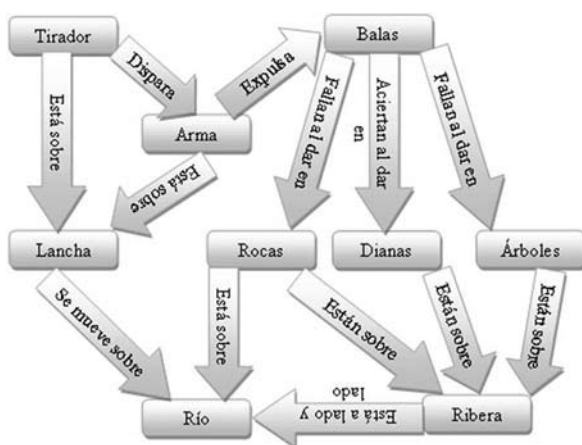 Tirador
Balas
Dispara
Expulsa
Está sobre
Arma
Fallan al dar en
Aciertan al dar
en
Fallan al dar en
Está sobre
Lancha
Rocas
Dianas
Árboles
Se mueve sobre
Está sobre
Están sobre
Están sobre
Están sobre
Está a lado y
lado
Río
Ribera